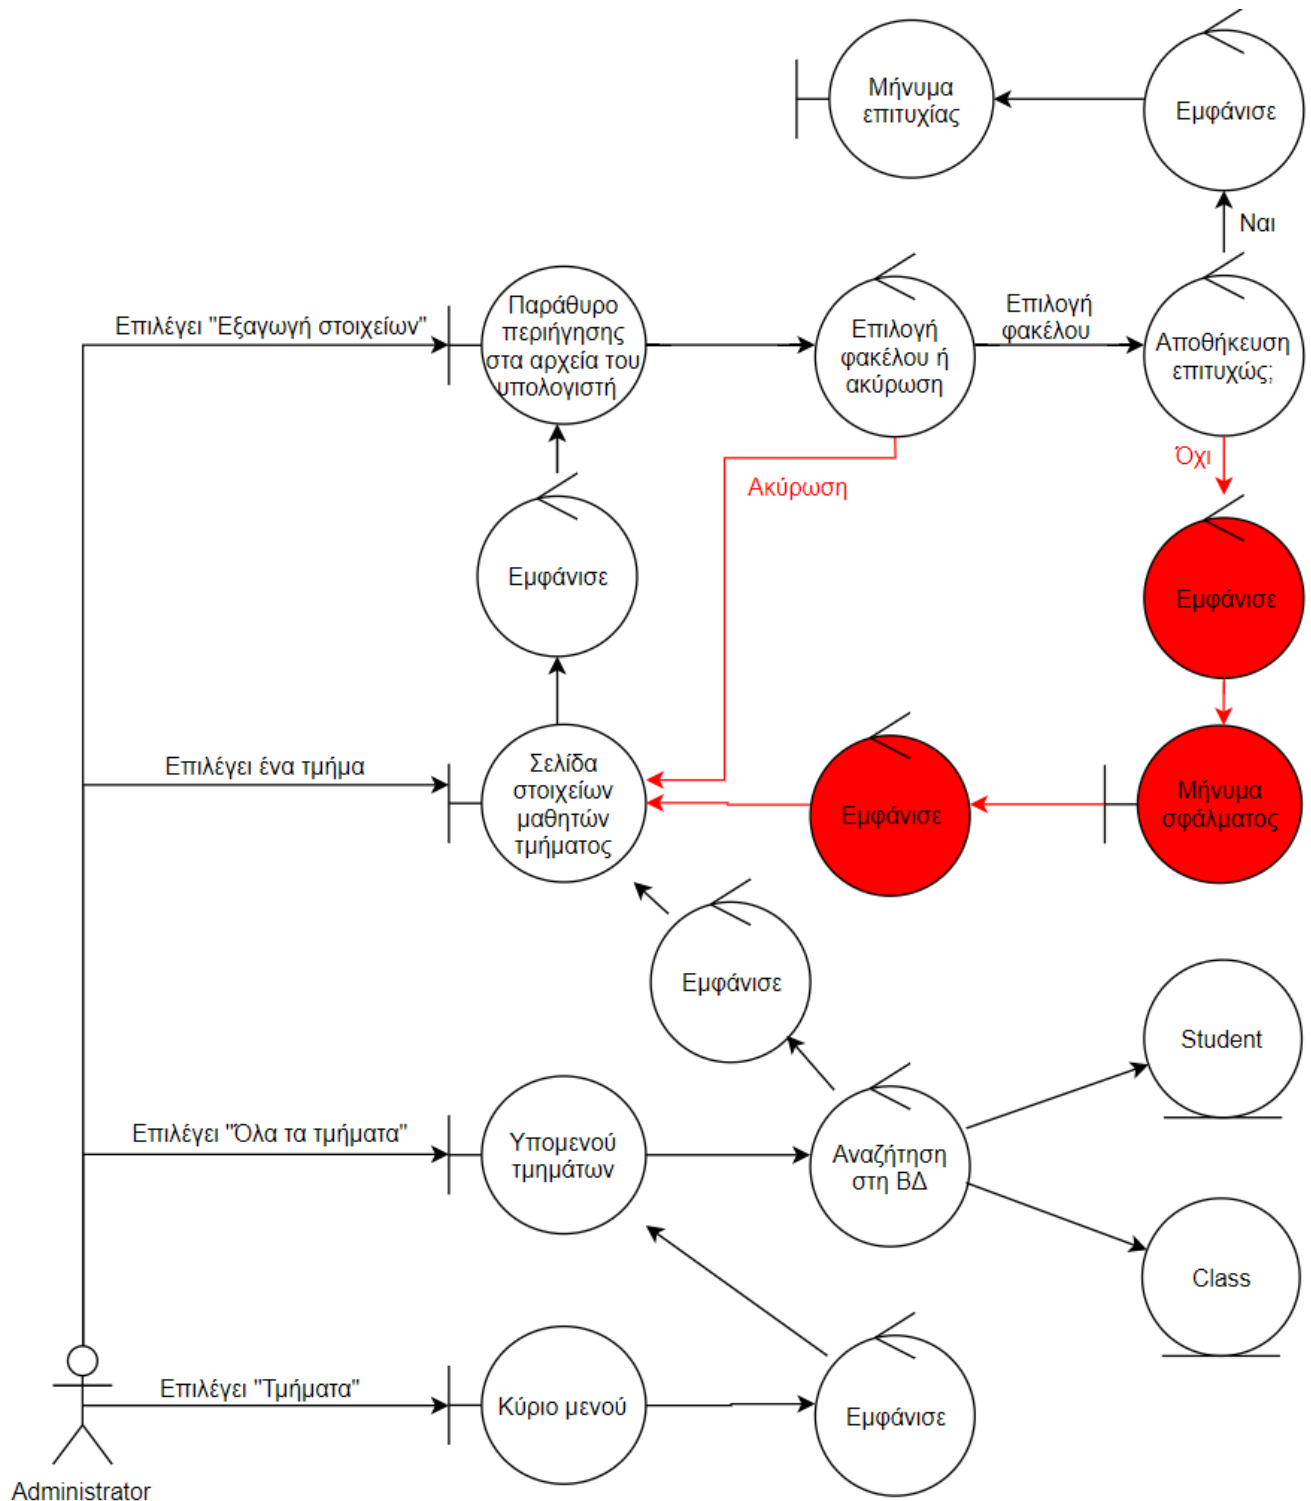 Μήνυμα
επιτυχίας
Εμφάνισε
Ναι
Επιλέγει "Εξαγωγή στοιχείων"
Παράθυρο
περιήγησης
στα αρχεία του
υπολογιστή
Επιλογή
φακέλου ή
ακύρωση
Επιλογή
φακέλου
Αποθήκευση
επιτυχώς;
Όχι
Ακύρωση
Εμφάνισε
Εμφάνισε
Επιλέγει ένα τμήμα
Σελίδα
στοιχείων
μαθητών
τμήματος
Εμφάνισε
Μήνυμα
σφάλματος
Εμφάνισε
Student
Επιλέγει "Όλα τα τμήματα"
Υπομενού
τμημάτων
Αναζήτηση
στη ΒΔ
Class
Επιλέγει "Τμήματα"
Κύριο μενού
Εμφάνισε
Administrator